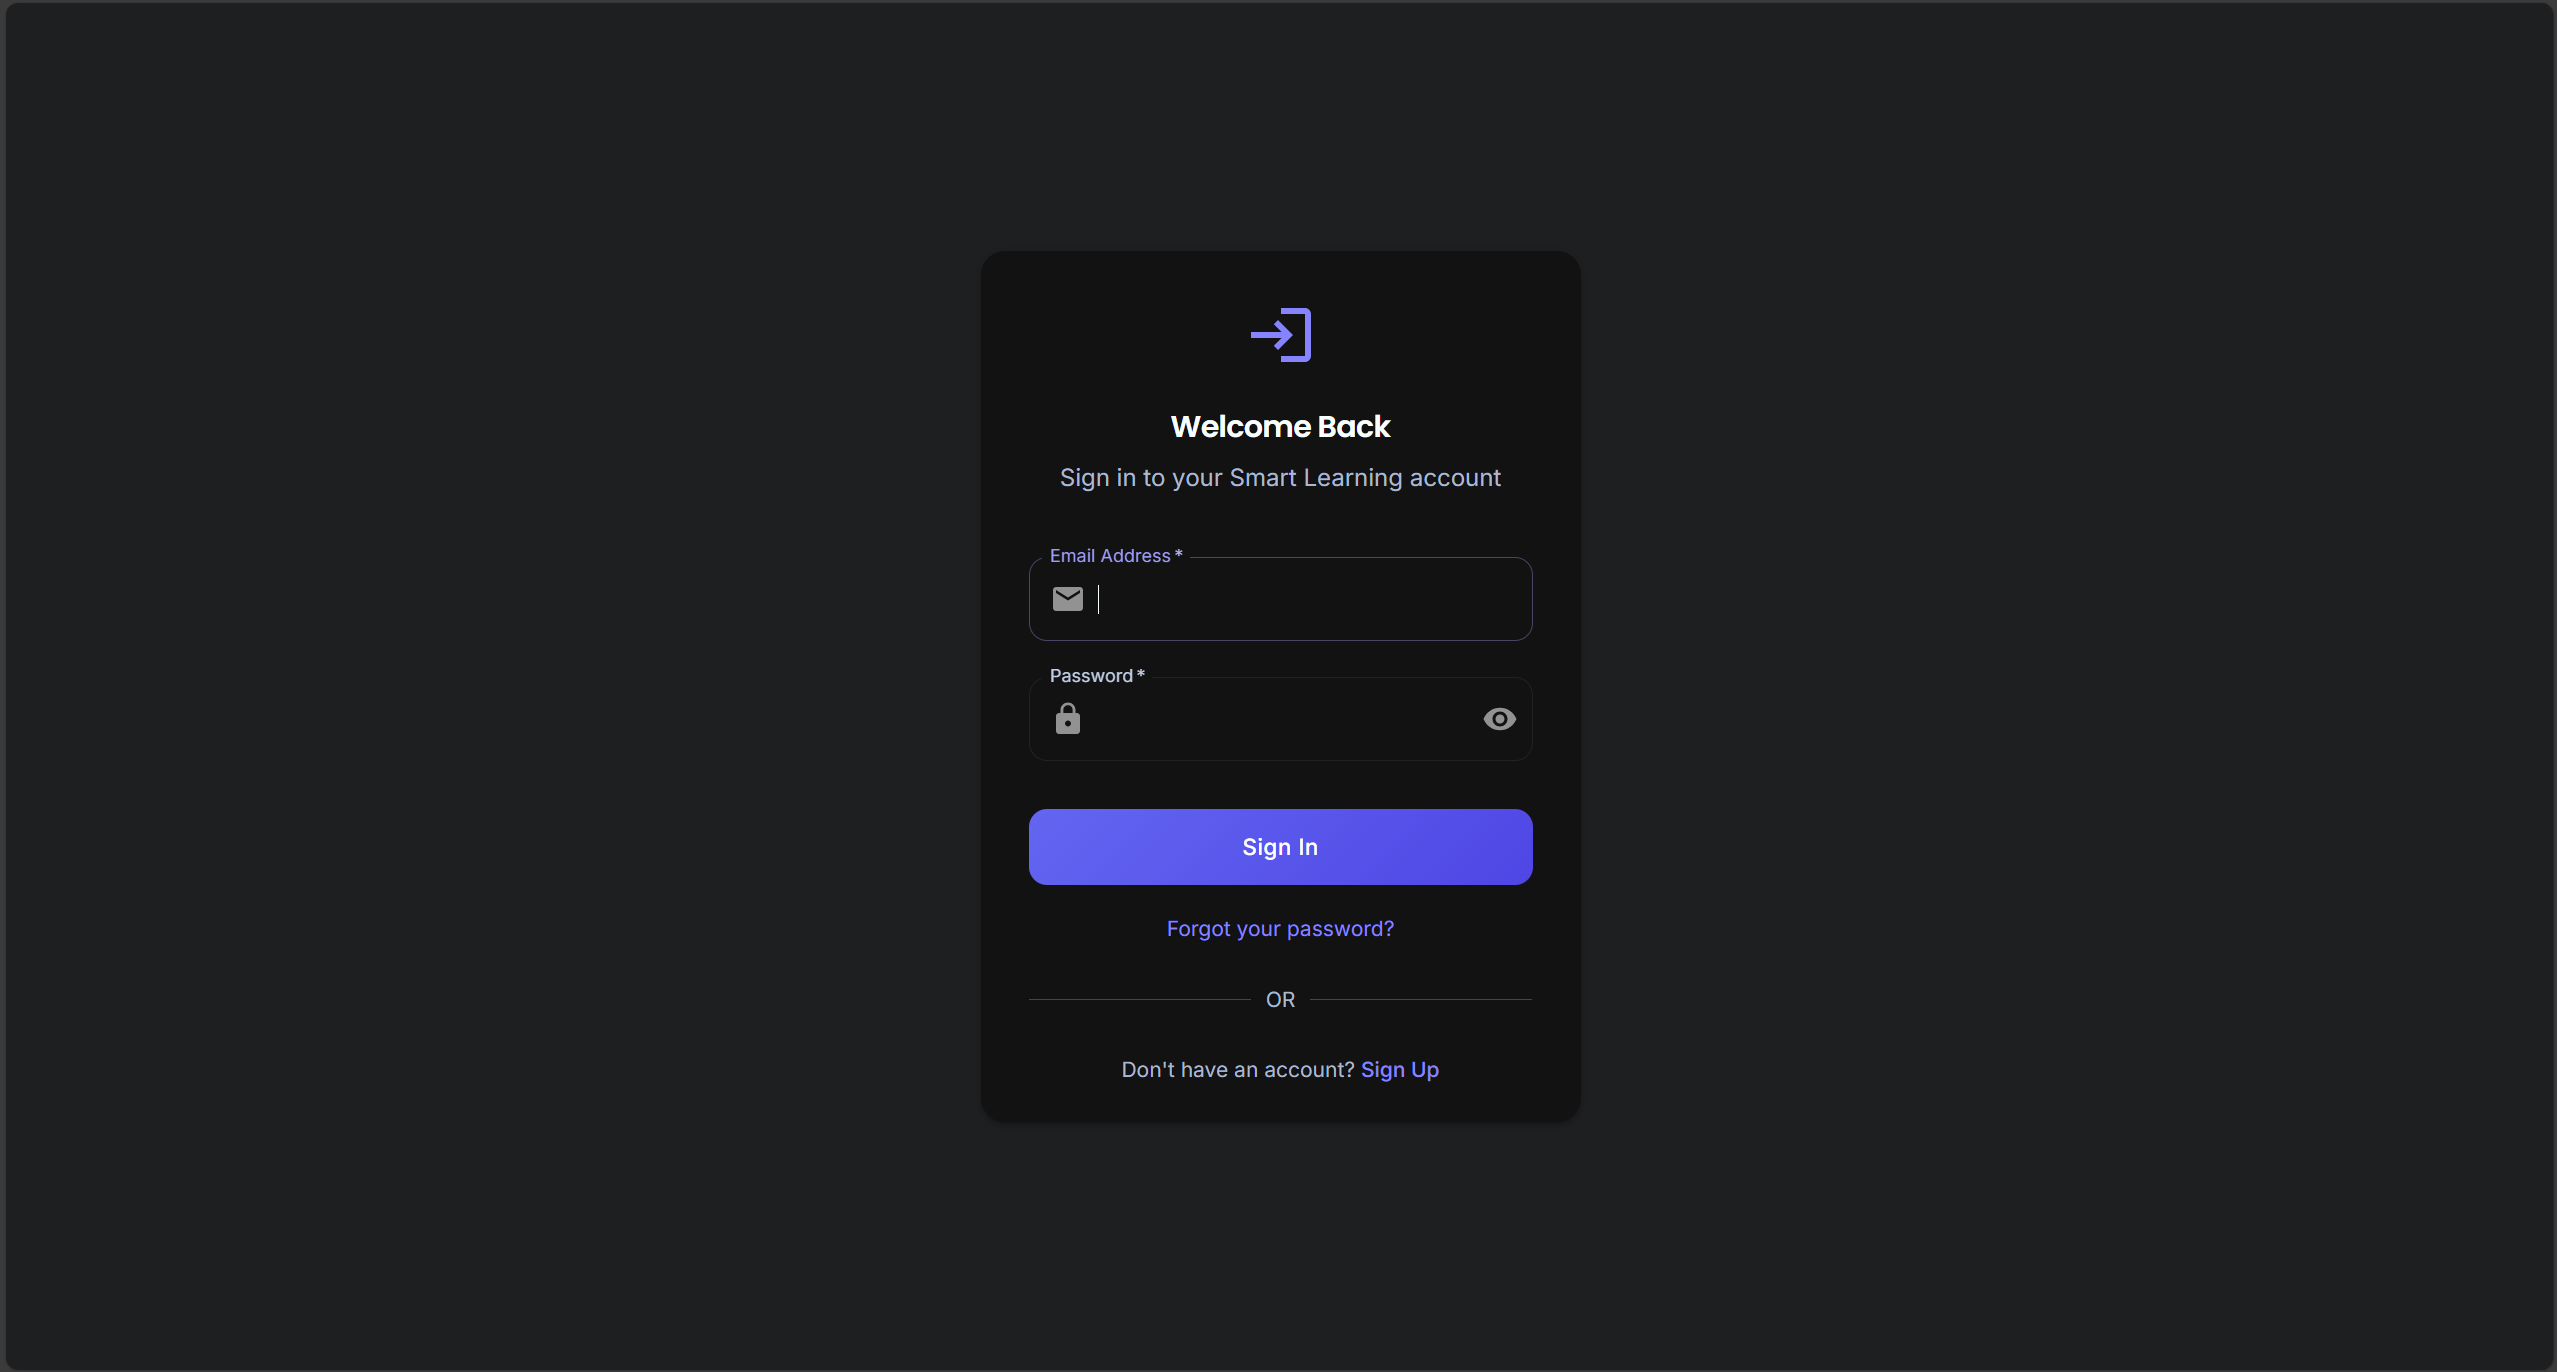 Welcome Back
Sign in to your Smart Learning account
Email Address *
Password *
Sign In
Forgot your password?
OR
Don't have an account? Sign Up